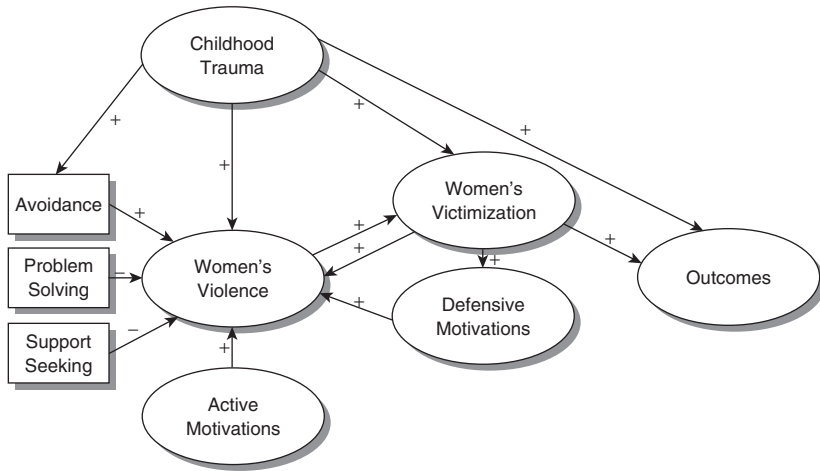 Childhood
Trauma
+
+
+
+
Avoidance
+
Women's
Victimization
+
+
+
+
Problem
Solving
–
Women's
Violence
Outcomes
Defensive
Motivations
+
Support
Seeking
–
+
Active
Motivations